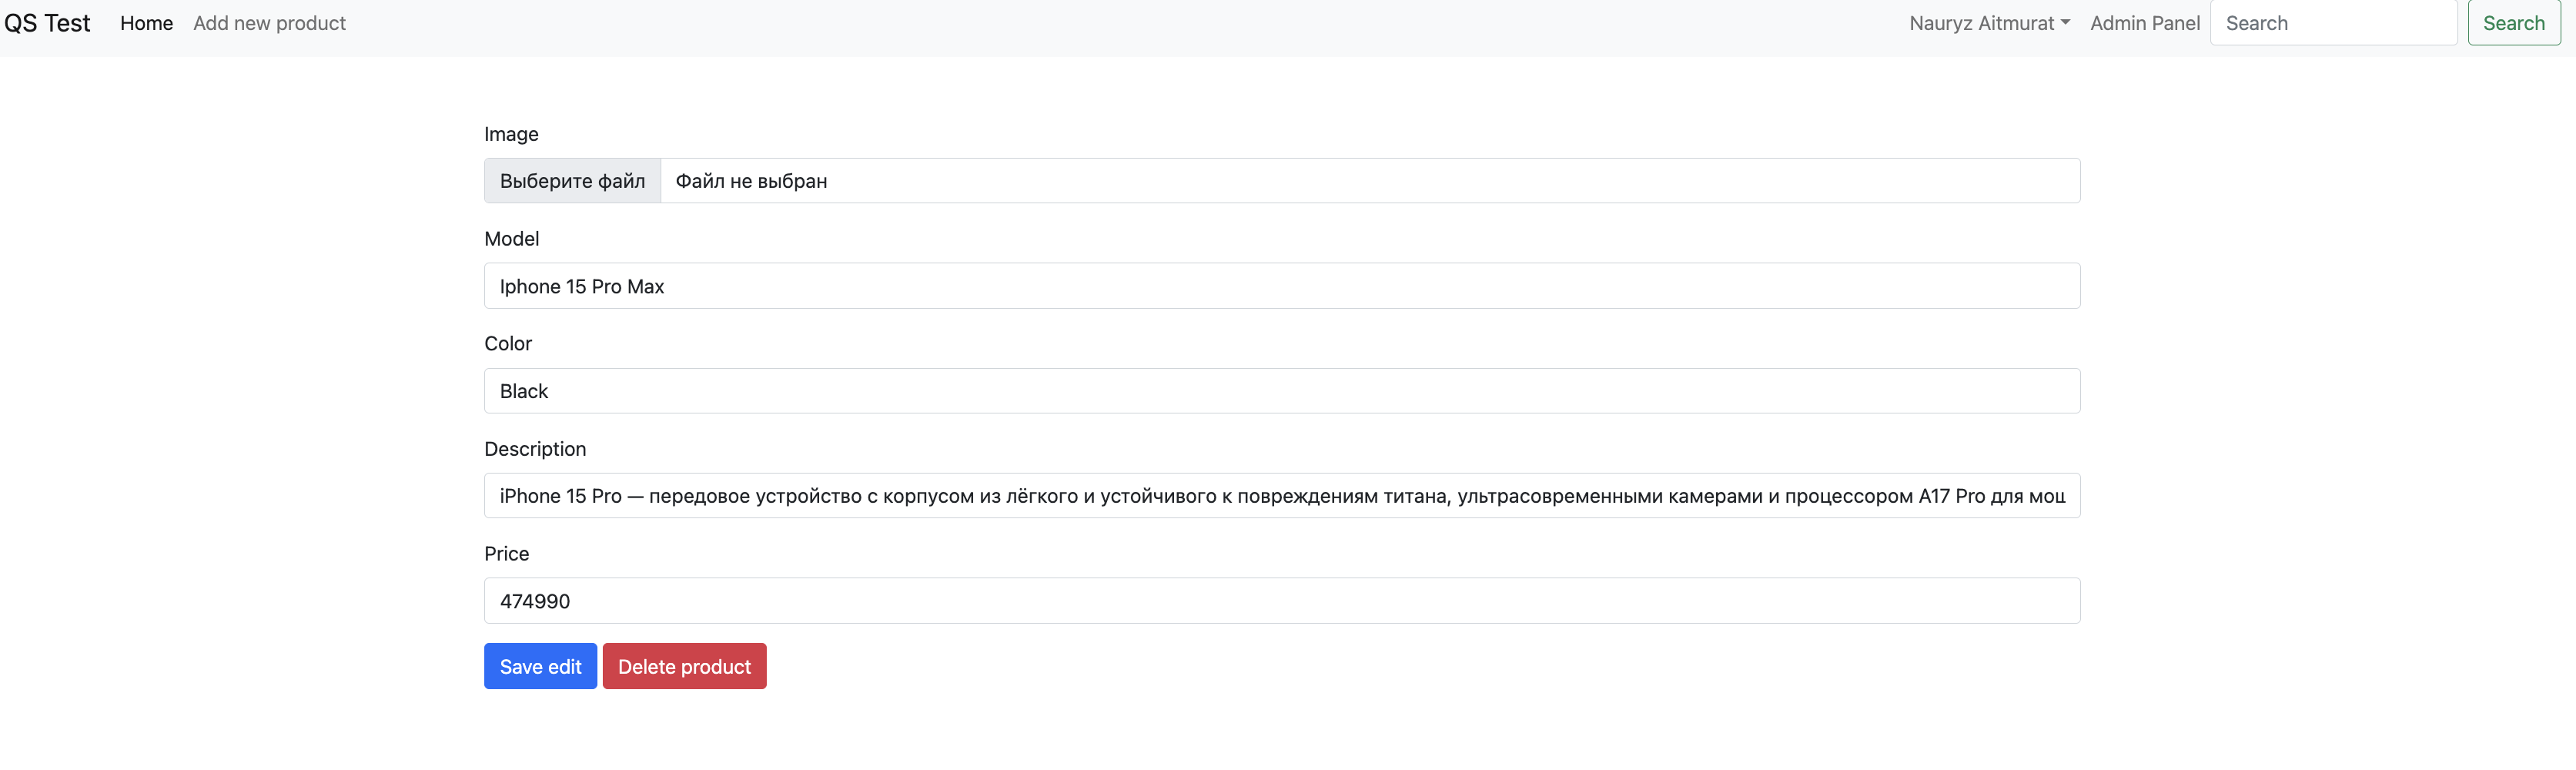 QS Test Home Add new product Nauryz Aitmurat Admin Panel Search Search
Image
Выберите файл Файл не выбран
Model
Iphone 15 Pro Max
Color
Black
Description
iPhone 15 Pro — передовое устройство с корпусом из лёгкого и устойчивого к повреждениям титана, ультрасовременными камерами и процессором A17 Pro для
Price
474990
Save edit Delete product